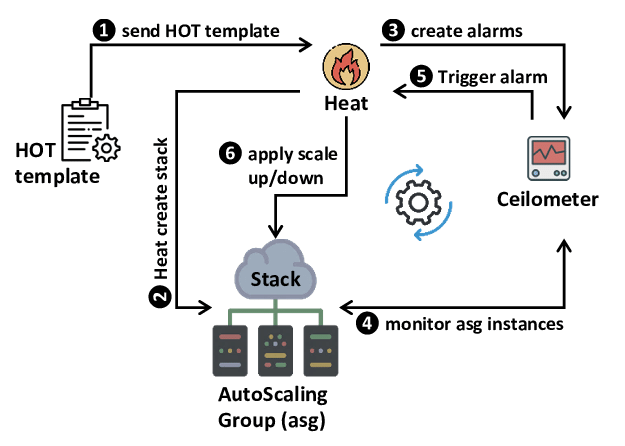 1 send HOT template
3 create alarms
5 Trigger alarm
Heat
HOT
template
6 apply scale
up/down
2 Heat create stack
Ceilometer
Stack
4 monitor asg instances
AutoScaling
Group (asg)